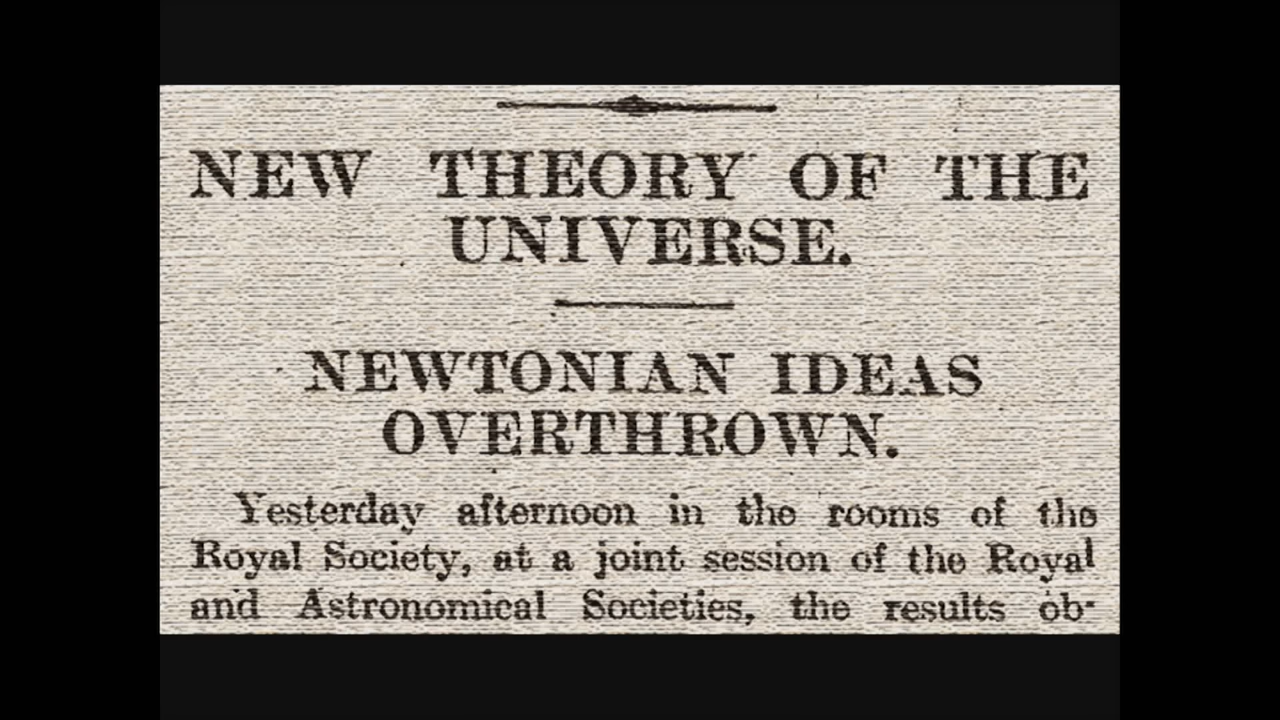 NEW THEORY OF THE
UNIVERSE.
NEWTONIAN IDEAS
OVERTHROWN.
Yesterday afternoon in the rooms of the
Royal Society, at a joint session of the Royal
and Astronomical Societies, the results ob-